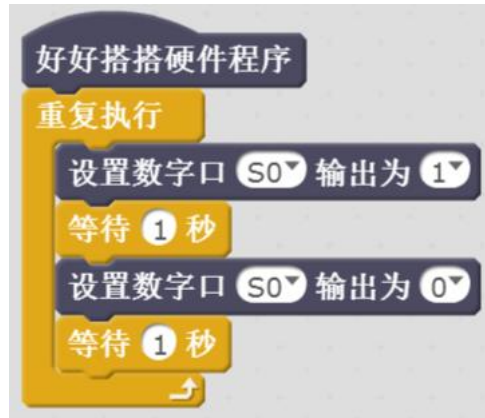 好好搭搭硬件程序
重复执行
设置数字口 S0 输出为 1
等待 1 秒
设置数字口 S0 输出为 0
等待 1 秒